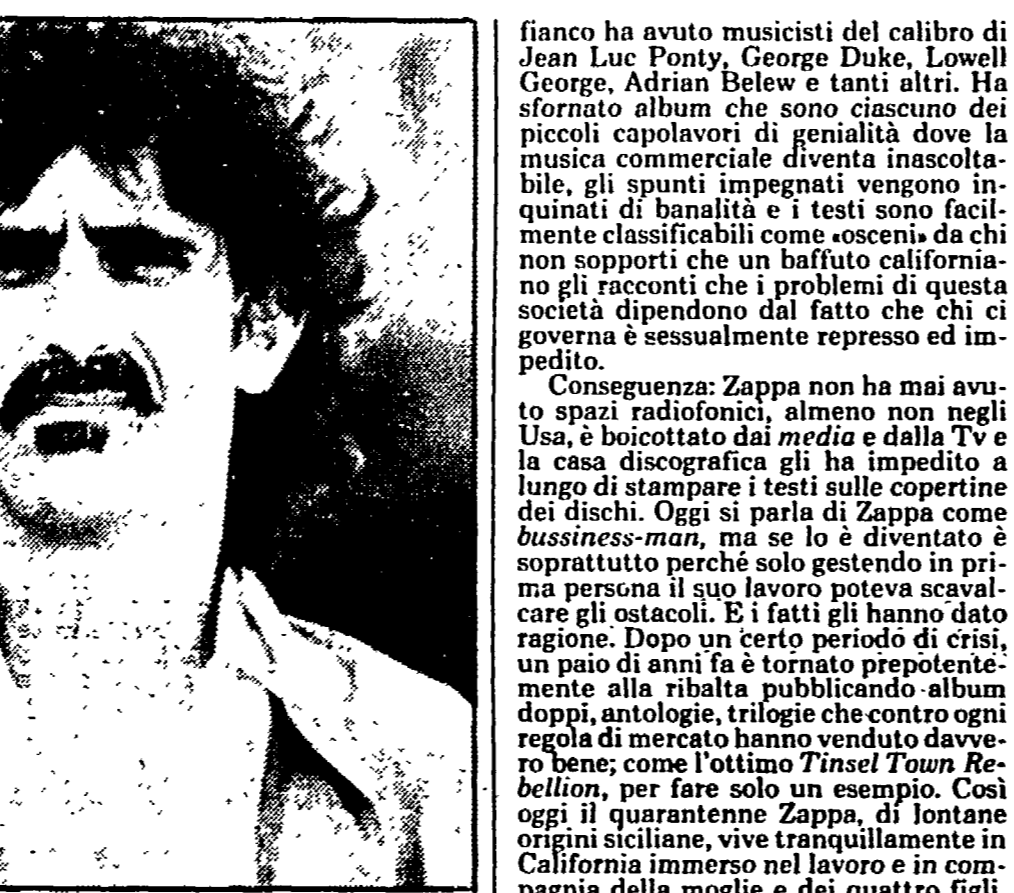 fianco ha avuto musicisti del calibro di
Jean Luc Ponty, George Duke, Lowell
George, Adrian Belew e tanti altri. Ha
sfornato album che sono ciascuno dei
piccoli capolavori di genialità dove la
musica commerciale diventa inascolta-
bile, gli spunti impegnati vengono in-
quinati di banalità e i testi sono facil-
mente classificabili come «osceni» da chi
non sopporti che un baffuto california-
no gli racconti che i problemi di questa
società dipendono dal fatto che chi ci
governa è sessualmente represso ed im-
pedito.
Conseguenza: Zappa non ha mai avu-
to spazi radiofonici, almeno non negli
Usa, è boicottato dai media e dalla Tv e
la casa discografica gli ha impedito a
lungo di stampare i testi sulle copertine
dei dischi. Oggi si parla di Zappa come
bussiness-man, ma se lo è diventato è
soprattutto perché solo gestendo in pri-
ma persona il suo lavoro poteva scaval-
care gli ostacoli. E i fatti gli hanno dato
ragione. Dopo un certo periodo di crisi,
un paio di anni fa è tornato prepotente-
mente alla ribalta pubblicando album
doppi, antologie, trilogie che contro ogni
regola di mercato hanno venduto davve-
ro bene; come l'ottimo Tinsel Town Re-
bellion, per fare solo un esempio. Così
oggi il quarantenne Zappa, di lontane
origini siciliane, vive tranquillamente in
California immerso nel lavoro e in com-
pagnia della moglie e dei quattro figli.